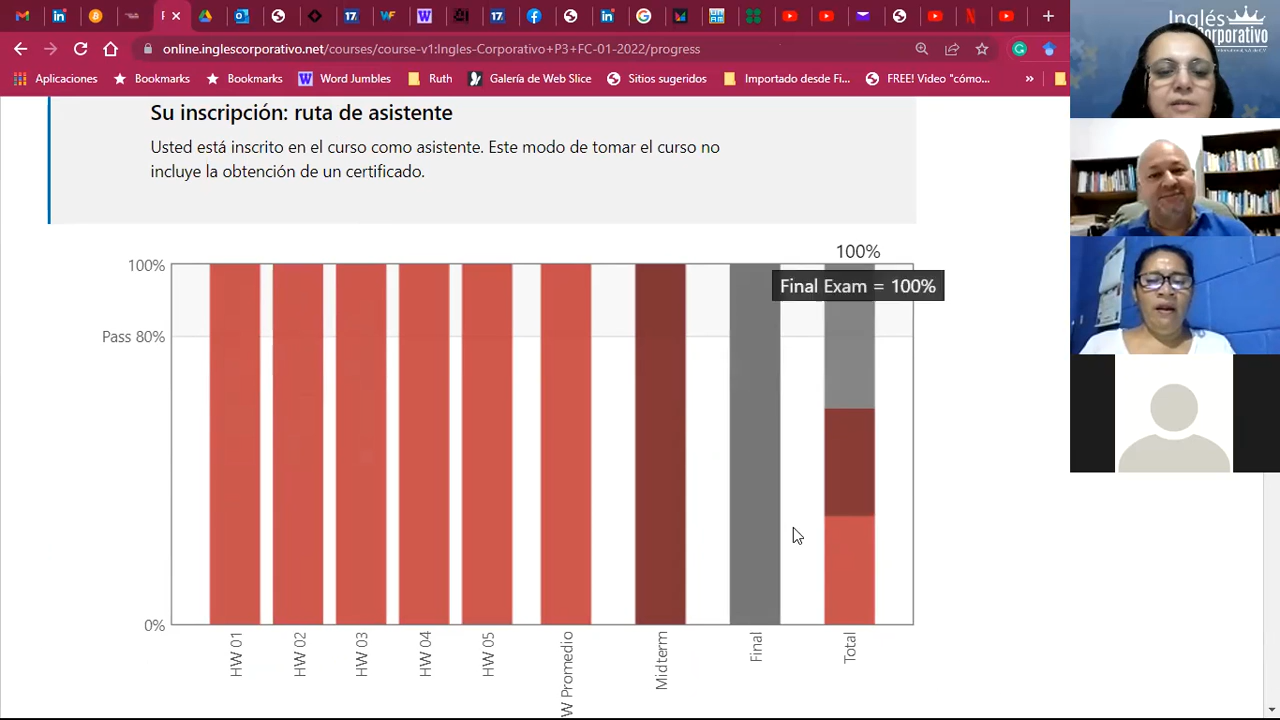 online.inglescorporativo.net/courses/course-v1:Ingles-Corporativo+P3+FC-01-2022/progress
Aplicaciones
Bookmarks
Bookmarks
Word Jumbles
Ruth
Galería de Web Slice
Sitios sugeridos
Importado desde Fi...
FREE! Video "cómo...
»
Inglés
Corporativo
Su inscripción: ruta de asistente
Usted está inscrito en el curso como asistente. Este modo de tomar el curso no
incluye la obtención de un certificado.
100%
100%
Final Exam = 100%
Pass 80%
0%
HW 01
HW 02
HW 03
HW 04
HW 05
W Promedio
Midterm
Final
Total